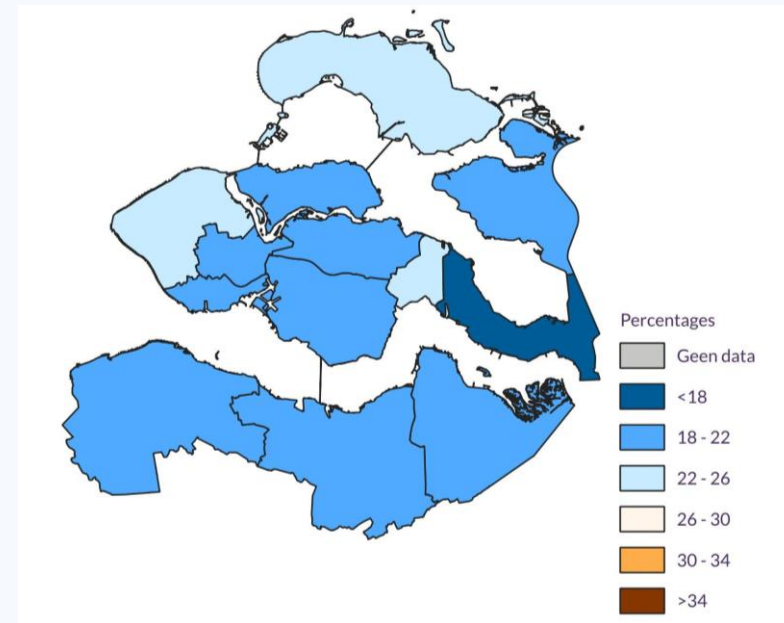 Percentages
Geen data
<18
18 - 22
22 - 26
26 - 30
30 - 34
>34